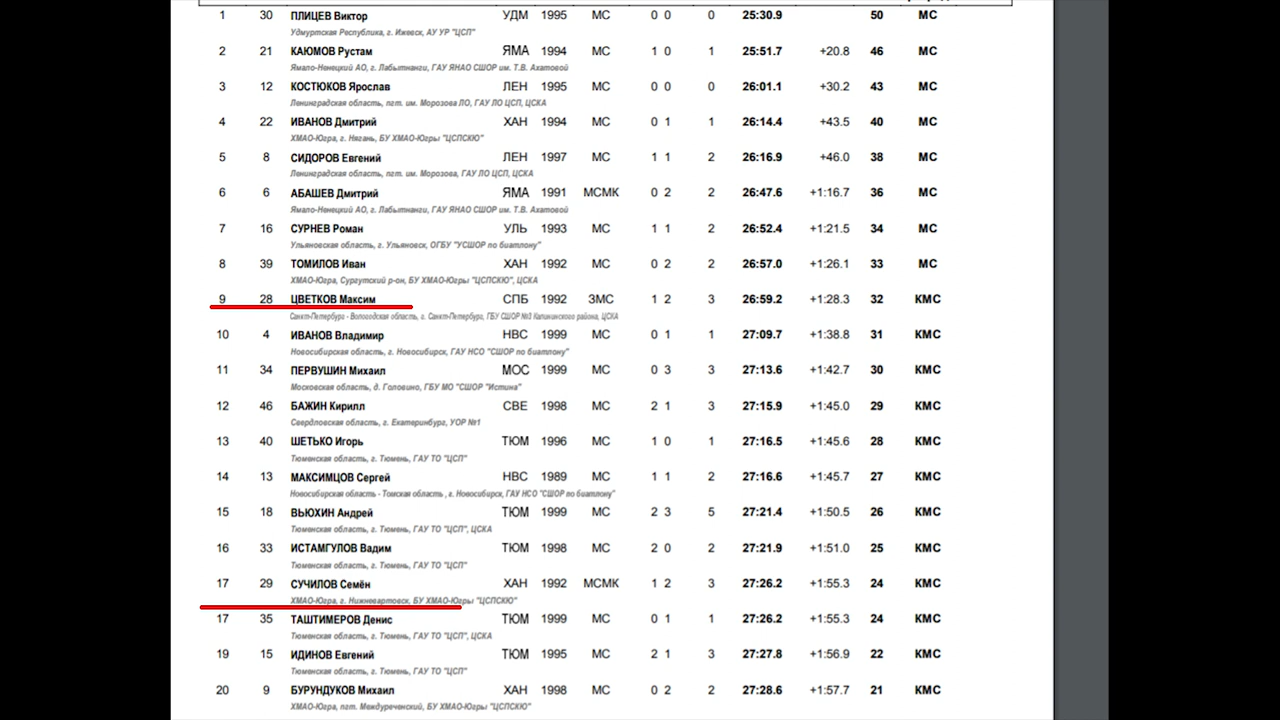 1 30 ПЛИЦЕВ Виктор УДМ 1995 МС 0 0 0 25:30.9 50 МС
Удмуртская Республика, г. Ижевск, АУ УР "ЦСП"
2 21 КАЮМОВ Рустам ЯМА 1994 МС 1 0 1 25:51.7 +20.8 46 МС
Ямало-Ненецкий АО, г. Лабытнанги, ГАУ ЯНАО СШОР им. Т.В. Ахатовой
3 12 КОСТЮКОВ Ярослав ЛЕН 1995 МС 0 0 0 26:01.1 +30.2 43 МС
Ленинградская область, пгт. им. Морозова ЛО, ГАУ ЛО ЦСП, ЦСКА
4 22 ИВАНОВ Дмитрий ХАН 1994 МС 0 1 1 26:14.4 +43.5 40 МС
ХМАО-Югра, г. Нягань, БУ ХМАО-Югры "ЦСПСКЮ"
5 8 СИДОРОВ Евгений ЛЕН 1997 МС 1 1 2 26:16.9 +46.0 38 МС
Ленинградская область, пгт. им. Морозова, ГАУ ЛО ЦСП, ЦСКА
6 6 АБАШЕВ Дмитрий ЯМА 1991 МСМК 0 2 2 26:47.6 +1:16.7 36 МС
Ямало-Ненецкий АО, г. Лабытнанги, ГАУ ЯНАО СШОР им. Т.В. Ахатовой
7 16 СУРНЕВ Роман УЛЬ 1993 МС 1 1 2 26:52.4 +1:21.5 34 МС
Ульяновская область, г. Ульяновск, ОГБУ "УСШОР по биатлону"
8 39 ТОМИЛОВ Иван ХАН 1992 МС 0 2 2 26:57.0 +1:26.1 33 МС
ХМАО-Югра, Сургутский р-он, БУ ХМАО-Югры "ЦСПСКЮ", ЦСКА
9 28 ЦВЕТКОВ Максим СПБ 1992 ЗМС 1 2 3 26:59.2 +1:28.3 32 КМС
Санкт-Петербург - Вологодская область, г. Санкт-Петербург, ГБУ СШОР №3 Калининского района, ЦСКА
10 4 ИВАНОВ Владимир НВС 1999 МС 0 1 1 27:09.7 +1:38.8 31 КМС
Новосибирская область, г. Новосибирск, ГАУ НСО "СШОР по биатлону"
11 34 ПЕРВУШИН Михаил МОС 1999 МС 0 3 3 27:13.6 +1:42.7 30 КМС
Московская область, д. Головино, ГБУ МО "СШОР "Истина"
12 46 БАЖИН Кирилл СВЕ 1998 МС 2 1 3 27:15.9 +1:45.0 29 КМС
Свердловская область, г. Екатеринбург, УОР №1
13 40 ШЕТЬКО Игорь ТЮМ 1996 МС 1 0 1 27:16.5 +1:45.6 28 КМС
Тюменская область, г. Тюмень, ГАУ ТО "ЦСП"
14 13 МАКСИМЦОВ Сергей НВС 1989 МС 1 1 2 27:16.6 +1:45.7 27 КМС
Новосибирская область - Томская область , г. Новосибирск, ГАУ НСО "СШОР по биатлону"
15 18 ВЬЮХИН Андрей ТЮМ 1999 МС 2 3 5 27:21.4 +1:50.5 26 КМС
Тюменская область, г. Тюмень, ГАУ ТО "ЦСП", ЦСКА
16 33 ИСТАМГУЛОВ Вадим ТЮМ 1998 МС 2 0 2 27:21.9 +1:51.0 25 КМС
Тюменская область, г. Тюмень, ГАУ ТО "ЦСП"
17 29 СУЧИЛОВ Семён ХАН 1992 МСМК 1 2 3 27:26.2 +1:55.3 24 КМС
ХМАО-Югра, г. Нижневартовск, БУ ХМАО-Югры "ЦСПСКЮ"
17 35 ТАШТИМЕРОВ Денис ТЮМ 1999 МС 0 1 1 27:26.2 +1:55.3 24 КМС
Тюменская область, г. Тюмень, ГАУ ТО "ЦСП", ЦСКА
19 15 ИДИНОВ Евгений ТЮМ 1995 МС 2 1 3 27:27.8 +1:56.9 22 КМС
Тюменская область, г. Тюмень, ГАУ ТО "ЦСП"
20 9 БУРУНДУКОВ Михаил ХАН 1998 МС 0 2 2 27:28.6 +1:57.7 21 КМС
ХМАО-Югра, пгт. Междуреченский, БУ ХМАО-Югры "ЦСПСКЮ"